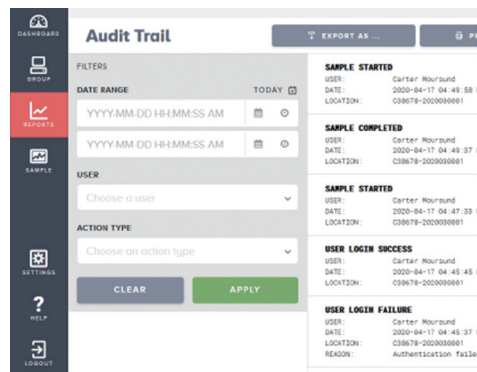 DASHBOARD
GROUP
REPORTS
SAMPLE
SETTINGS
HELP
LOGOUT
Audit Trail
EXPORT AS ...
FILTERS
DATE RANGE TODAY
YYYY-MM-DD HH:MM:SS AM
YYYY-MM-DD HH:MM:SS AM
USER
Choose a user
ACTION TYPE
Choose an action type
CLEAR APPLY
SAMPLE STARTED
USER: Carter Moursund
DATE: 2020-04-17 04:49:58
LOCATION: C38678-2020030001
SAMPLE COMPLETED
USER: Carter Moursund
DATE: 2020-04-17 04:49:37
LOCATION: C38678-2020030001
SAMPLE STARTED
USER: Carter Moursund
DATE: 2020-04-17 04:47:33
LOCATION: C38678-2020030001
USER LOGIN SUCCESS
USER: Carter Moursund
DATE: 2020-04-17 04:45:45
LOCATION: C38678-2020030001
USER LOGIN FAILURE
USER: Carter Moursund
DATE: 2020-04-17 04:45:37
LOCATION: C38678-2020030001
REASON: Authentication faile